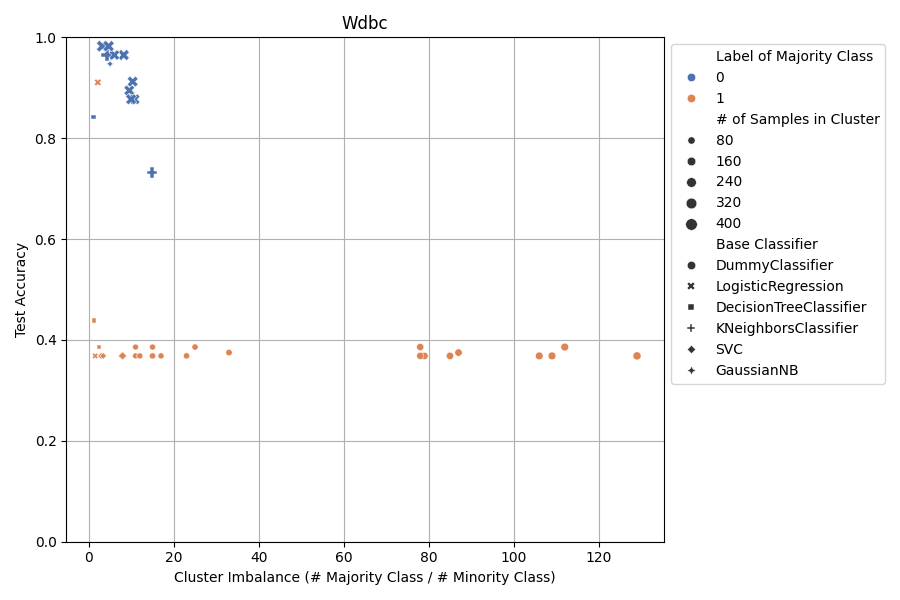 Wdbc
1.0
0.8
0.6
0.4
0.2
0.0
Test Accuracy
0 20 40 60 80 100 120
Cluster Imbalance (# Majority Class / # Minority Class)
Label of Majority Class
0
1
# of Samples in Cluster
80
160
240
320
400
Base Classifier
DummyClassifier
LogisticRegression
DecisionTreeClassifier
KNeighborsClassifier
SVC
GaussianNB